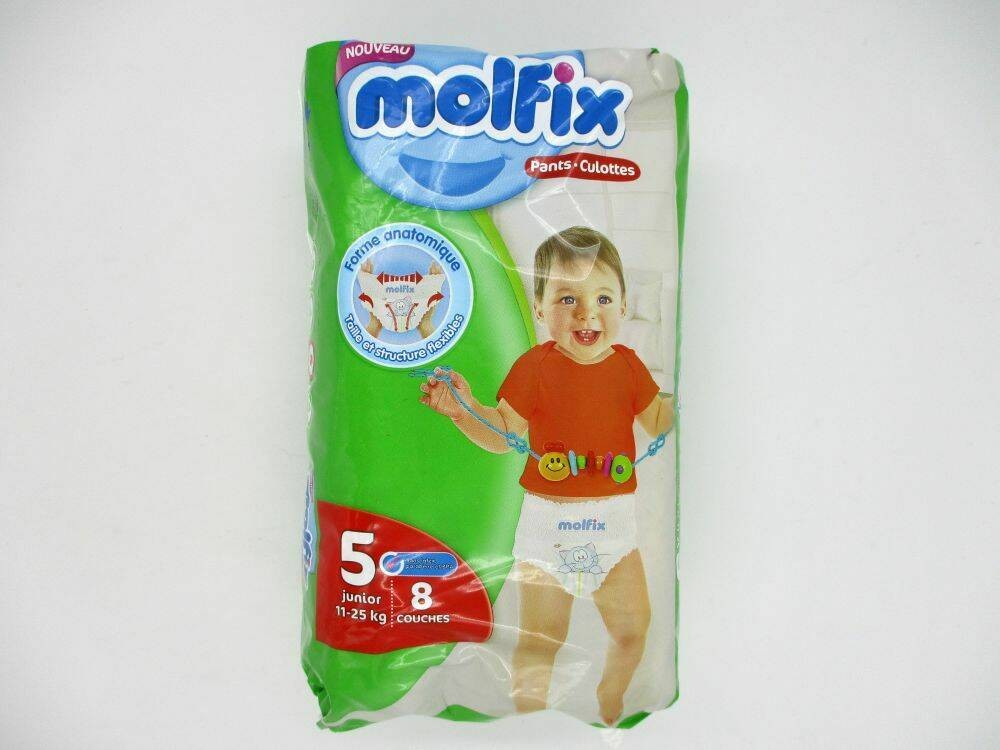 NOUVEAU
molfix
Pants • Culottes
Forme anatomique
molfix
Taille et structure flexibles
molfix
5
junior
11-25 kg
8
COUCHES